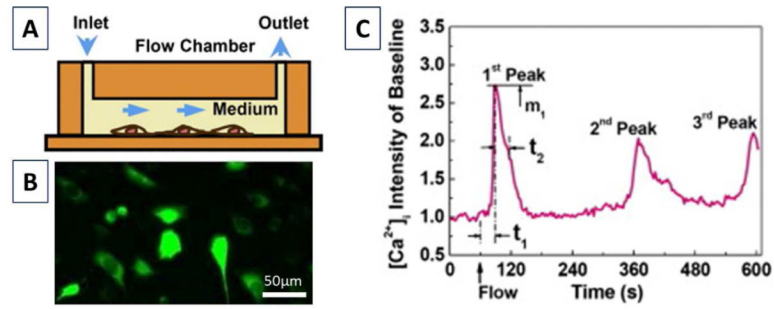 A
Inlet
Outlet
Flow Chamber
Medium
B
50μm
C
[Ca²⁺]ᵢ Intensity of Baseline
3.5
3.0
2.5
2.0
1.5
1.0
0.5
1ˢᵗ Peak
m₁
2ⁿᵈ Peak
3ʳᵈ Peak
t₂
t₁
0
120
240
360
480
600
Flow
Time (s)